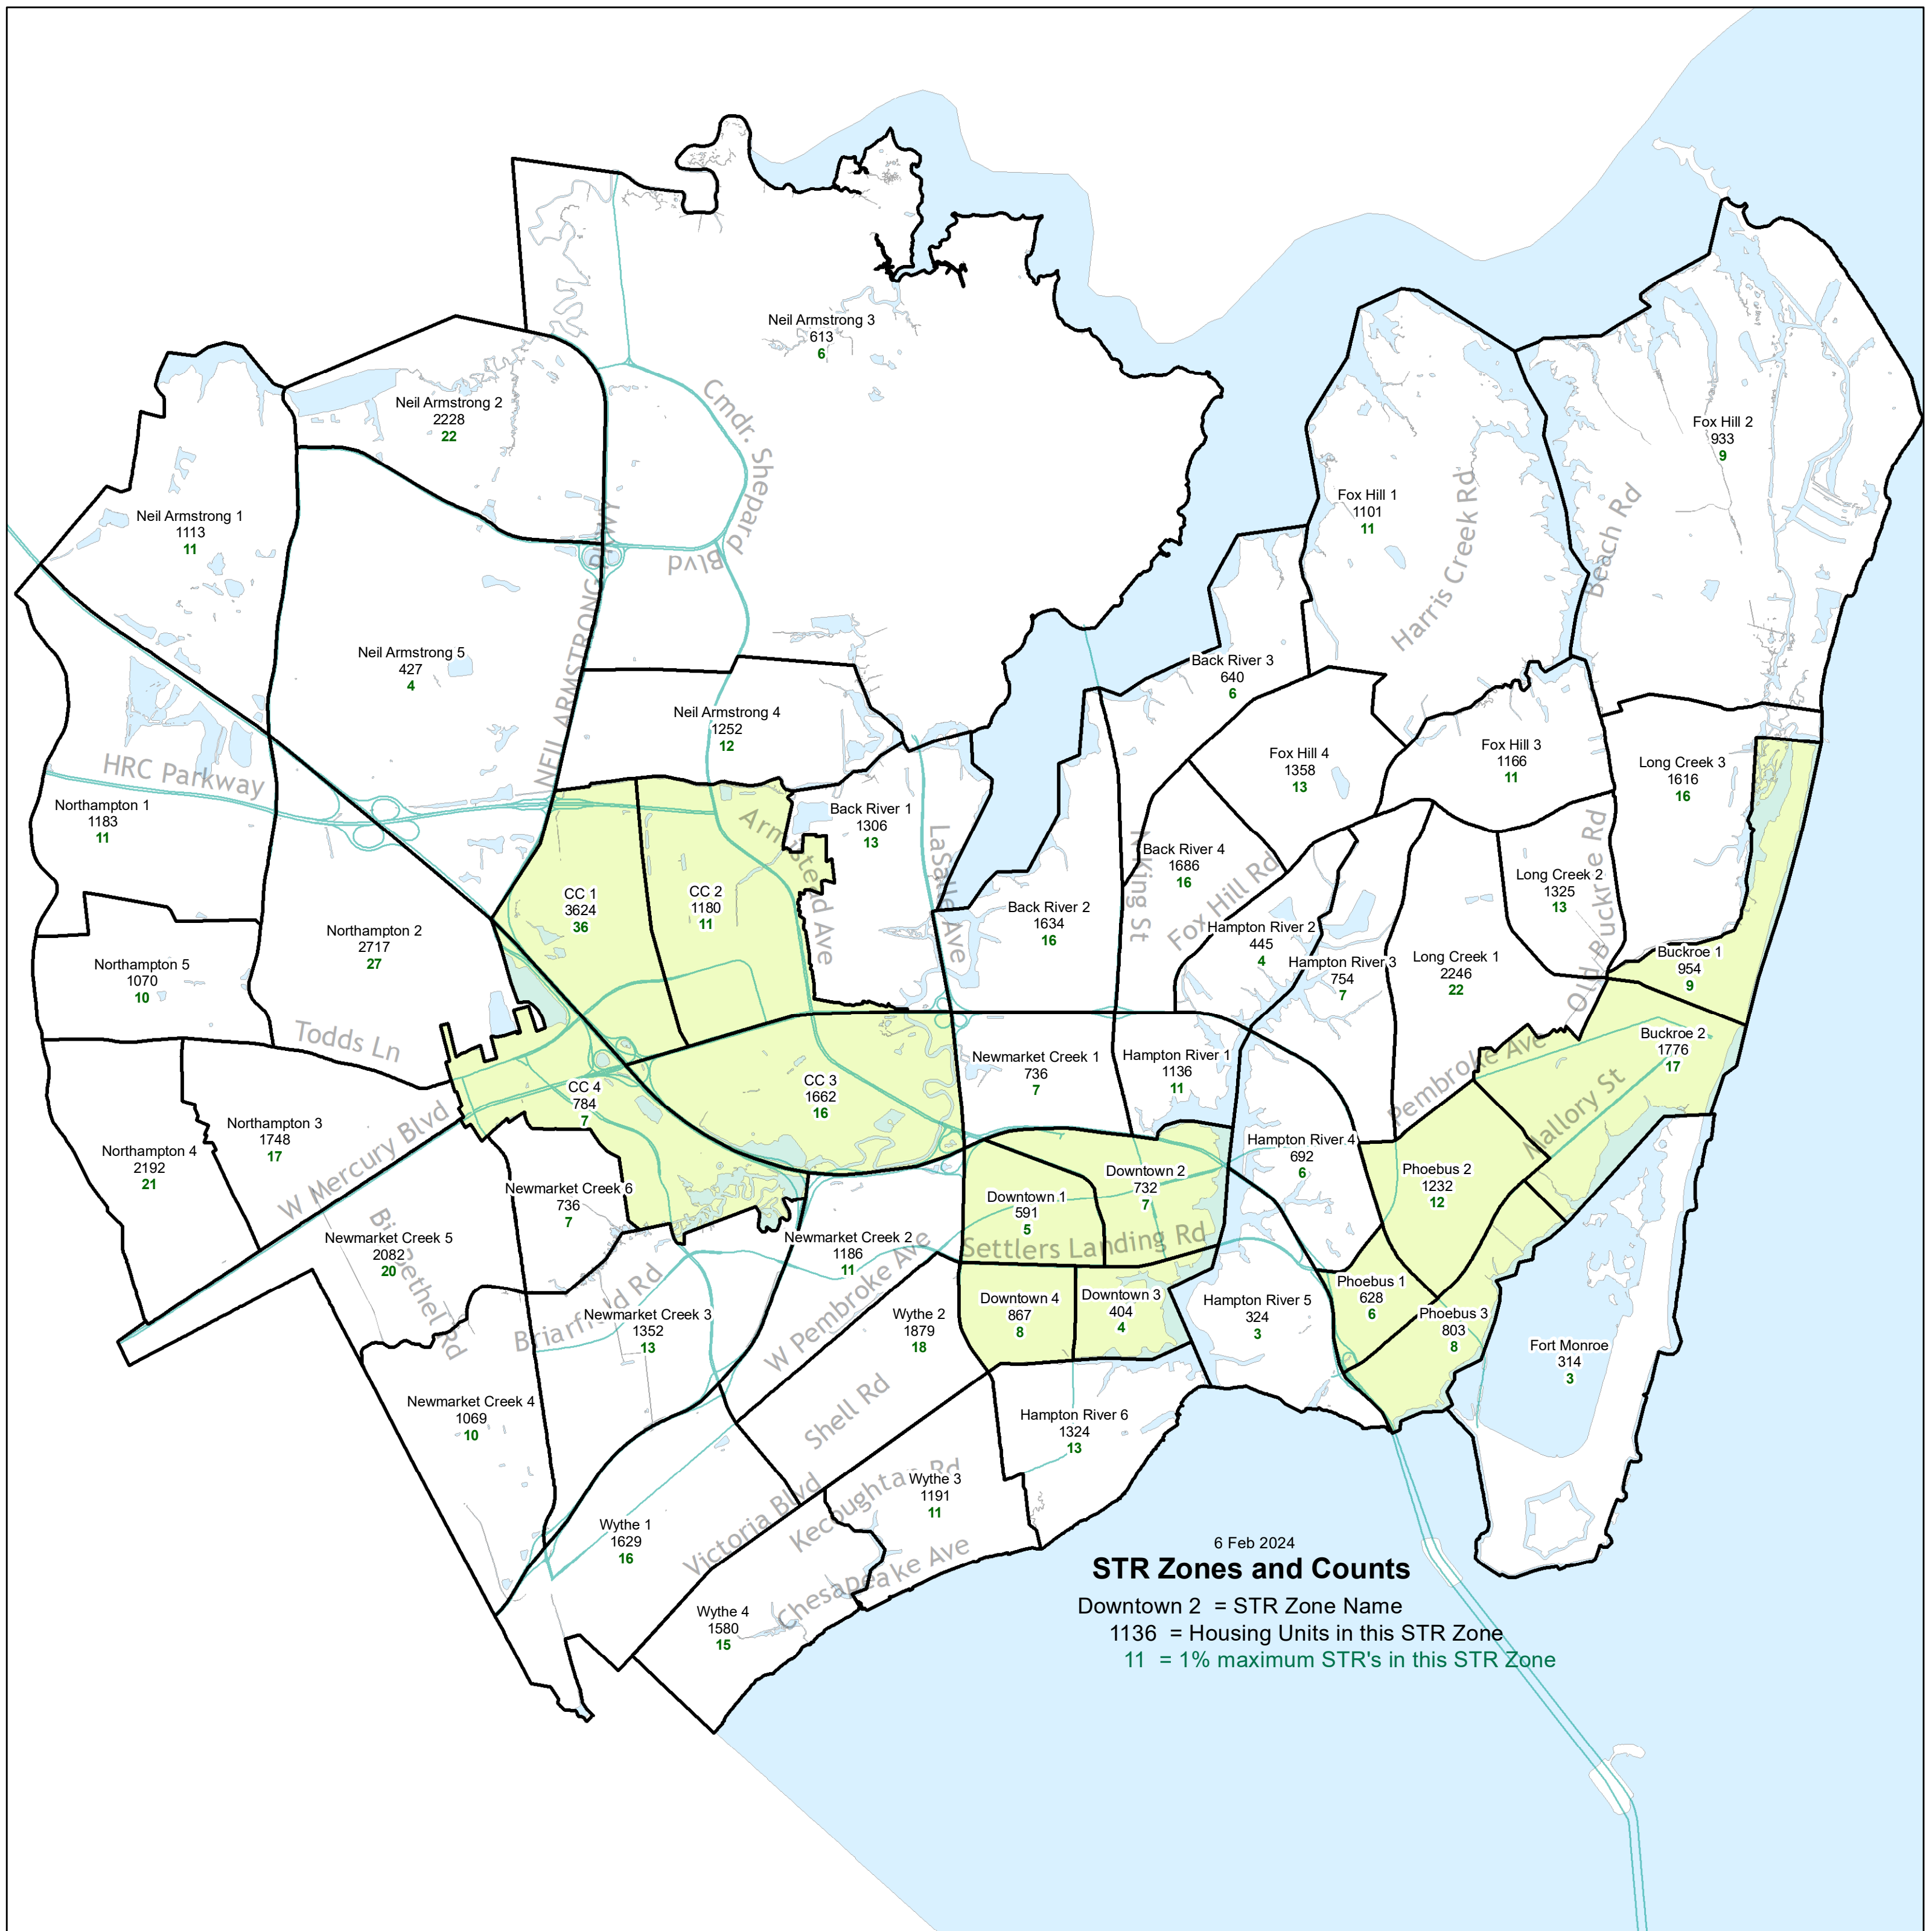 Neil Armstrong 3
613
6
Neil Armstrong 2
2228
22
Cmdr. Shepard Blvd
Fox Hill 2
933
9
Neil Armstrong 1
1113
11
Fox Hill 1
1101
11
Harris Creek Rd
Beach Rd
NEIL ARMSTRONG PKWY
Neil Armstrong 5
427
4
Back River 3
640
6
Neil Armstrong 4
1252
12
Fox Hill 4
1358
13
Fox Hill 3
1166
11
Long Creek 3
1616
16
HRC Parkway
Northampton 1
1183
11
Back River 1
1306
13
Armistead Ave
LaSalle Ave
N King St
Back River 4
1686
16
Fox Hill Rd
Long Creek 2
1325
13
Old Buckroe Rd
CC 1
3624
36
CC 2
1180
11
Back River 2
1634
16
Hampton River 2
445
4
Northampton 2
2717
27
Northampton 5
1070
10
Hampton River 3
754
7
Long Creek 1
2246
22
Buckroe 1
954
9
Todds Ln
Newmarket Creek 1
736
7
Hampton River 1
1136
11
Buckroe 2
1776
17
Pembroke Ave
Mallory St
CC 3
1662
16
CC 4
784
7
Northampton 3
1748
17
W Mercury Blvd
Northampton 4
2192
21
Hampton River 4
692
6
Phoebus 2
1232
12
Downtown 2
732
7
Downtown 1
591
5
Newmarket Creek 6
736
7
Newmarket Creek 5
2082
20
Big Bethel Rd
Newmarket Creek 2
1186
11
Settlers Landing Rd
W Pembroke Ave
Briarfield Rd
Newmarket Creek 3
1352
13
Wythe 2
1879
18
Downtown 4
867
8
Downtown 3
404
4
Hampton River 5
324
3
Phoebus 1
628
6
Phoebus 3
803
8
Fort Monroe
314
3
Newmarket Creek 4
1069
10
Shell Rd
Hampton River 6
1324
13
Wythe 3
1191
11
Kecoughtan Rd
Victoria Blvd
Wythe 1
1629
16
Chesapeake Ave
Wythe 4
1580
15
6 Feb 2024
STR Zones and Counts
Downtown 2 = STR Zone Name
1136 = Housing Units in this STR Zone
11 = 1% maximum STR's in this STR Zone